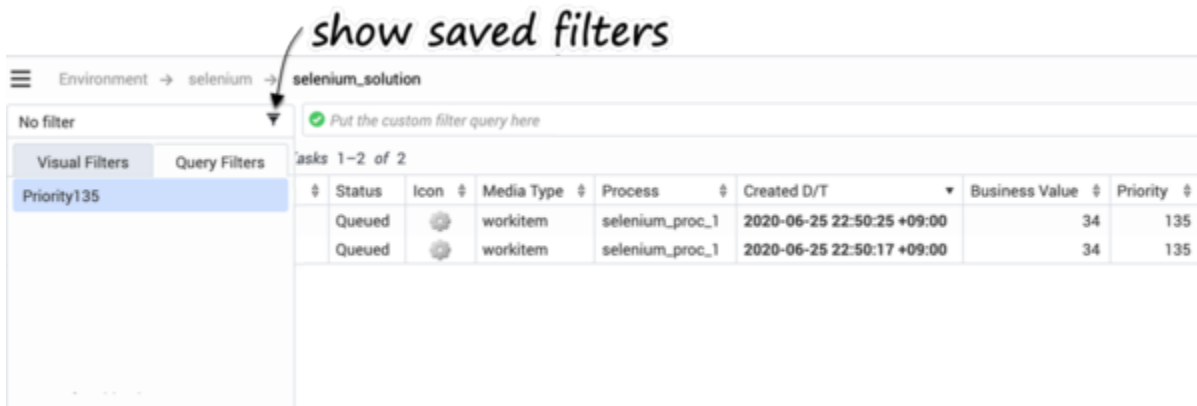 show saved filters
Environment → selenium → selenium_solution
No filter
Put the custom filter query here
Visual Filters Query Filters
Tasks 1–2 of 2
Priority135
Status Icon Media Type Process Created D/T Business Value Priority
Queued workitem selenium_proc_1 2020-06-25 22:50:25 +09:00 34 135
Queued workitem selenium_proc_1 2020-06-25 22:50:17 +09:00 34 135